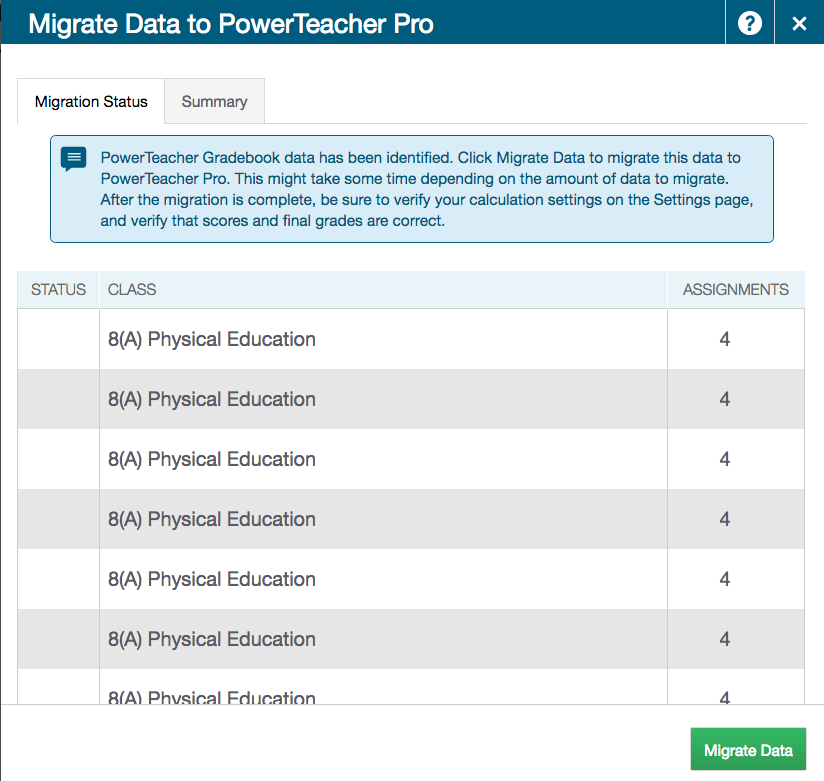 Migrate Data to PowerTeacher Pro
?
×
Migration Status
Summary
PowerTeacher Gradebook data has been identified. Click Migrate Data to migrate this data to
PowerTeacher Pro. This might take some time depending on the amount of data to migrate.
After the migration is complete, be sure to verify your calculation settings on the Settings page,
and verify that scores and final grades are correct.
STATUS CLASS ASSIGNMENTS
8(A) Physical Education 4
8(A) Physical Education 4
8(A) Physical Education 4
8(A) Physical Education 4
8(A) Physical Education 4
8(A) Physical Education 4
8(A) Physical Education 4
Migrate Data